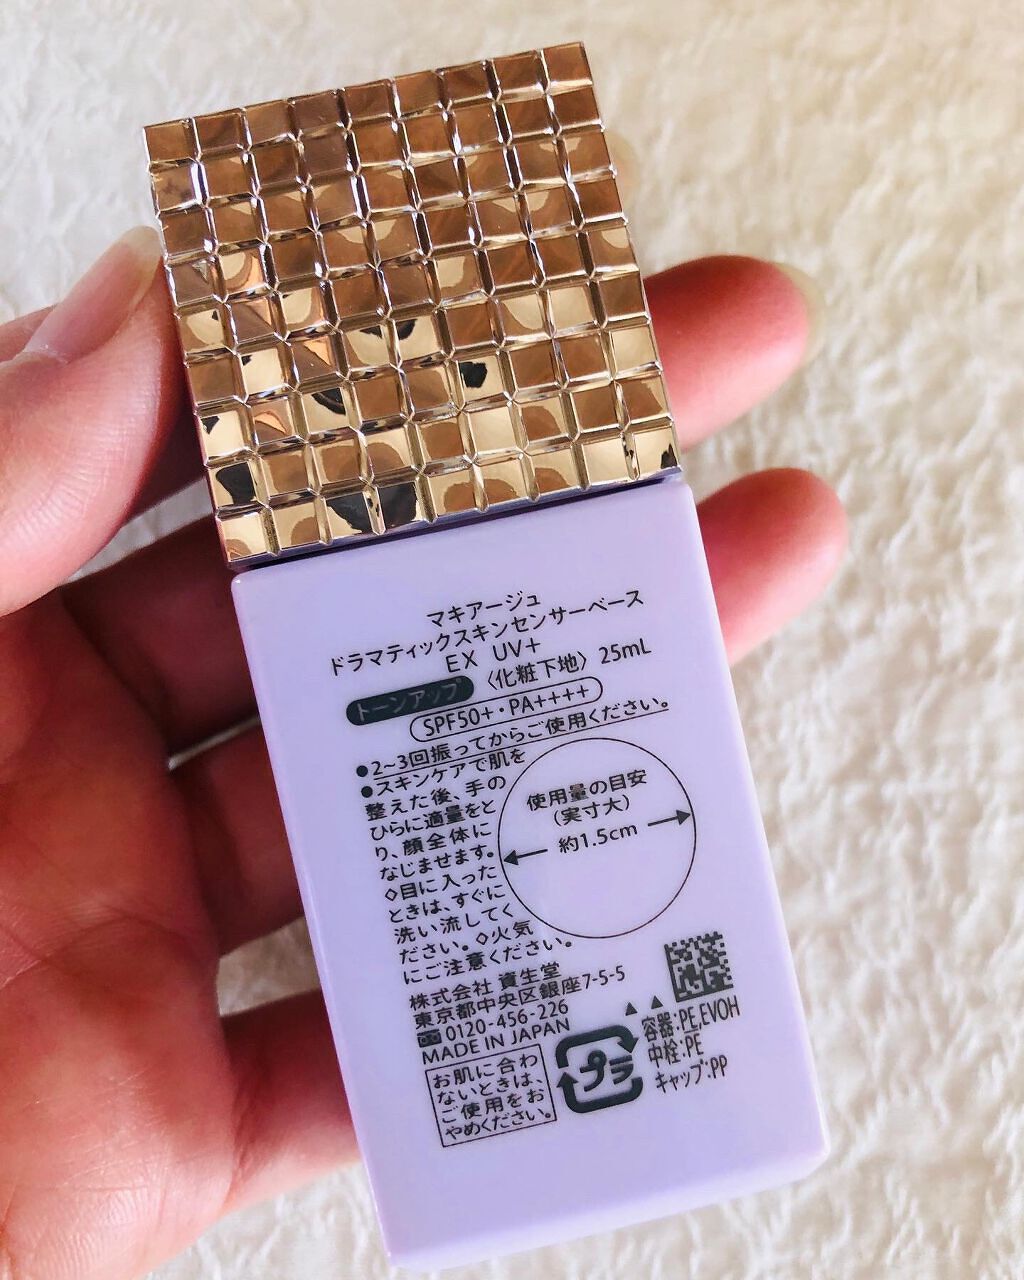 マキアージュ
ドラマティックスキンセンサーベース
EX UV+
トーンアップ 〈化粧下地〉 25mL
SPF50+・PA++++
●2~3回振ってからご使用ください。
●スキンケアで肌を
整えた後、手の
ひらに適量をと
り、顔全体に
なじませます。
◇目に入った
ときは、すぐに
洗い流してく
ださい。◇火気
にご注意ください。
使用量の目安
(実寸大)
約1.5cm
株式会社 資生堂
東京都中央区銀座7-5-5
0120-456-226
MADE IN JAPAN
お肌に合わ
ないときは、
ご使用をお
やめください。
プラ
容器:PE,EVOH
中栓:PE
キャップ:PP